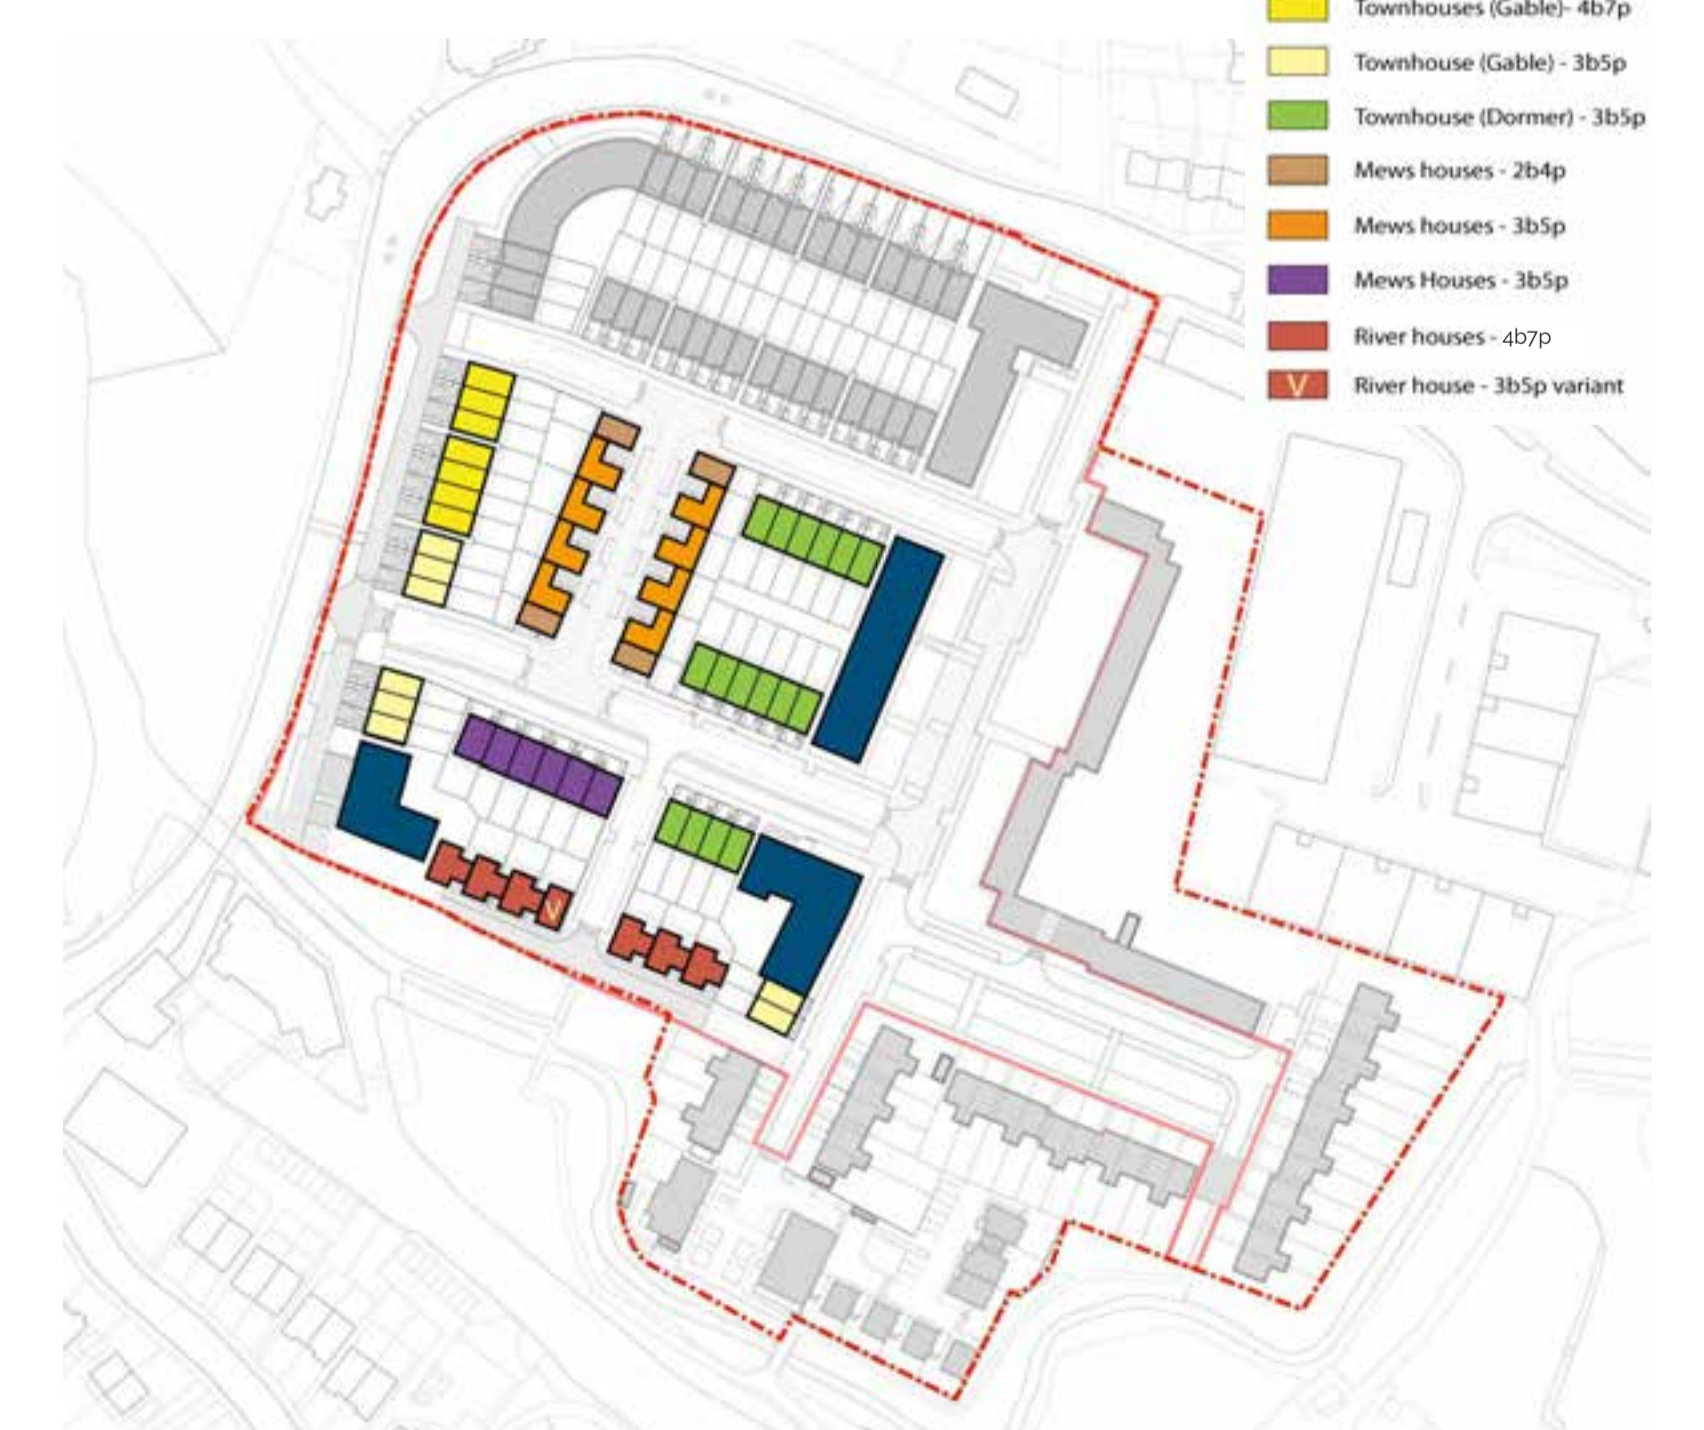 Townhouses (Gable)- 4b7p
Townhouse (Gable) - 3b5p
Townhouse (Dormer) - 3b5p
Mews houses - 2b4p
Mews houses - 3b5p
Mews Houses - 3b5p
River houses - 4b7p
V River house - 3b5p variant
V